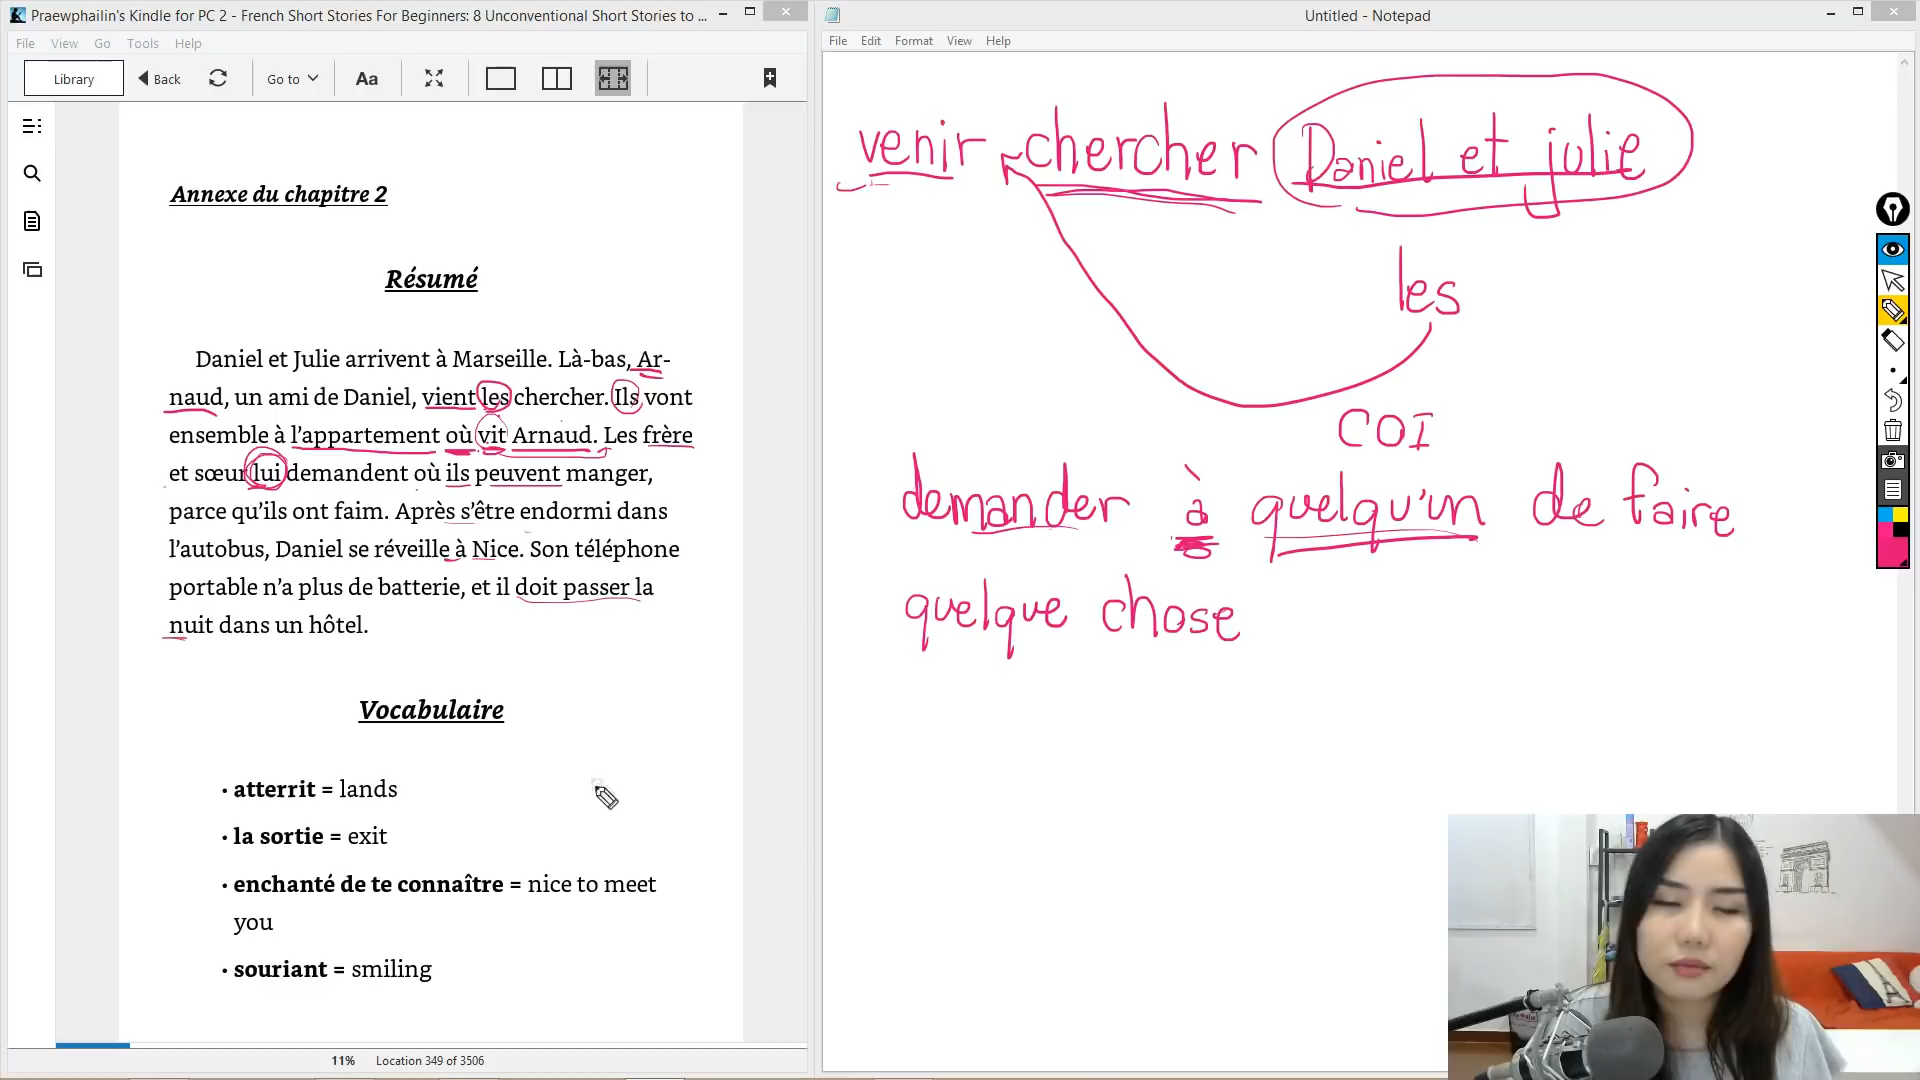 Praewphailin's Kindle for PC 2 - French Short Stories For Beginners: 8 Unconventional Short Stories to ...
File View Go Tools Help
Library Back Go to Aa
Annexe du chapitre 2
Résumé
Daniel et Julie arrivent à Marseille. Là-bas, Ar-
naud, un ami de Daniel, vient les chercher. Ils vont
ensemble à l'appartement où vit Arnaud. Les frère
et sœur lui demandent où ils peuvent manger,
parce qu'ils ont faim. Après s'être endormi dans
l'autobus, Daniel se réveille à Nice. Son téléphone
portable n'a plus de batterie, et il doit passer la
nuit dans un hôtel.
Vocabulaire
• atterrit = lands
• la sortie = exit
• enchanté de te connaître = nice to meet
you
• souriant = smiling
11% Location 349 of 3506
Untitled - Notepad
File Edit Format View Help
venir chercher Daniel et julie
les
COI
demander à quelqu'un de faire
quelque chose